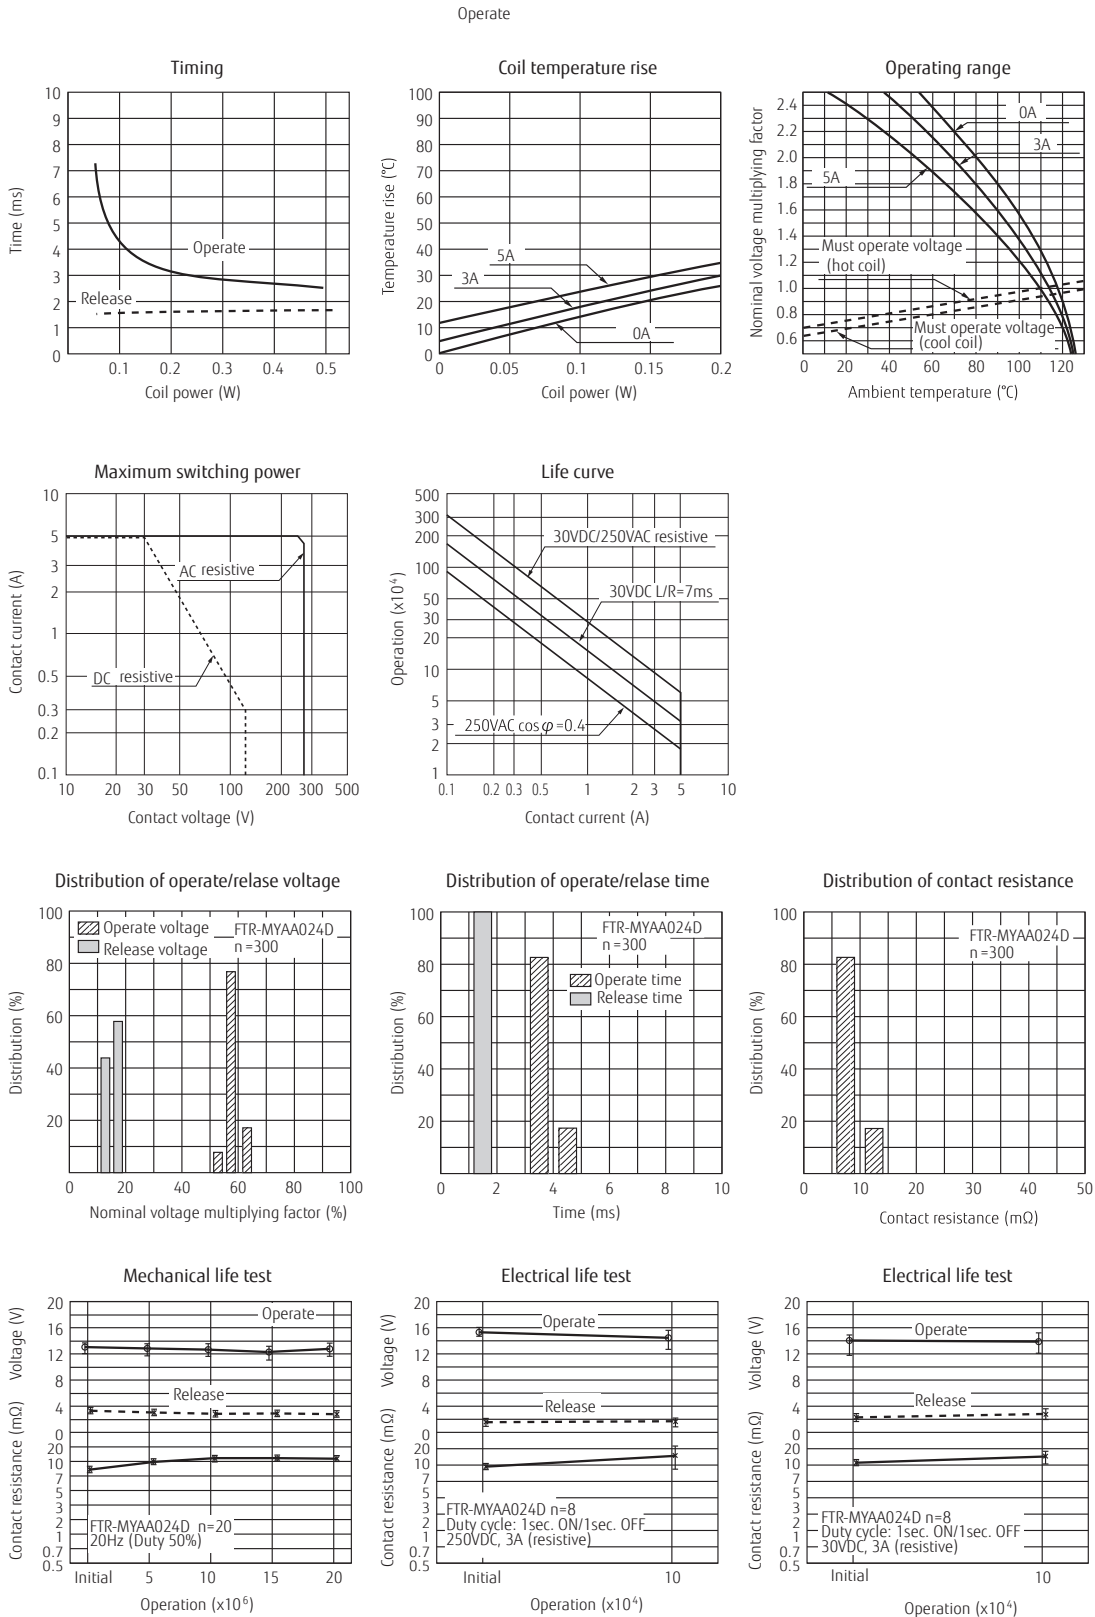 Operate
Timing
10
9
8
7
6
5
4
3
2
1
0
Time (ms)
Operate
Release
0.1
0.2
0.3
0.4
0.5
Coil power (W)
Coil temperature rise
100
90
80
70
60
50
40
30
20
10
0
Temperature rise (°C)
5A
3A
0A
0
0.05
0.1
0.15
0.2
Coil power (W)
Operating range
2.4
2.2
2.0
1.8
1.6
1.4
1.2
1.0
0.8
0.6
Nominal voltage multiplying factor
0A
3A
5A
Must operate voltage
(hot coil)
Must operate voltage
(cool coil)
0
20
40
60
80
100
120
Ambient temperature (°C)
Maximum switching power
10
5
3
2
1
0.5
0.3
0.2
0.1
Contact current (A)
AC resistive
DC resistive
10
20
30
50
100
200
300
500
Contact voltage (V)
Life curve
500
300
200
100
50
30
20
10
5
3
2
1
Operation (x10⁴)
30VDC/250VAC resistive
30VDC L/R=7ms
250VAC cosφ=0.4
0.1
0.2
0.3
0.5
1
2
3
5
10
Contact current (A)
Distribution of operate/relase voltage
100
80
60
40
20
Distribution (%)
Operate voltage
Release voltage
FTR-MYAA024D
n =300
0
20
40
60
80
100
Nominal voltage multiplying factor (%)
Distribution of operate/relase time
100
80
60
40
20
Distribution (%)
FTR-MYAA024D
n =300
Operate time
Release time
0
2
4
6
8
10
Time (ms)
Distribution of contact resistance
100
80
60
40
20
Distribution (%)
FTR-MYAA024D
n =300
0
10
20
30
40
50
Contact resistance (mΩ)
Mechanical life test
20
16
12
8
4
0
20
10
7
5
3
2
1
0.7
0.5
Voltage (V)
Contact resistance (mΩ)
Operate
Release
FTR-MYAA024D n=20
20Hz (Duty 50%)
Initial
5
10
15
20
Operation (x10⁶)
Electrical life test
20
16
12
8
4
0
20
10
7
5
3
2
1
0.7
0.5
Voltage (V)
Contact resistance (mΩ)
Operate
Release
FTR-MYAA024D n=8
Duty cycle: 1sec. ON/1sec. OFF
250VDC, 3A (resistive)
Initial
10
Operation (x10⁴)
Electrical life test
20
16
12
8
4
0
20
10
7
5
3
2
1
0.7
0.5
Voltage (V)
Contact resistance (mΩ)
Operate
Release
FTR-MYAA024D n=8
Duty cycle: 1sec. ON/1sec. OFF
30VDC, 3A (resistive)
Initial
10
Operation (x10⁴)